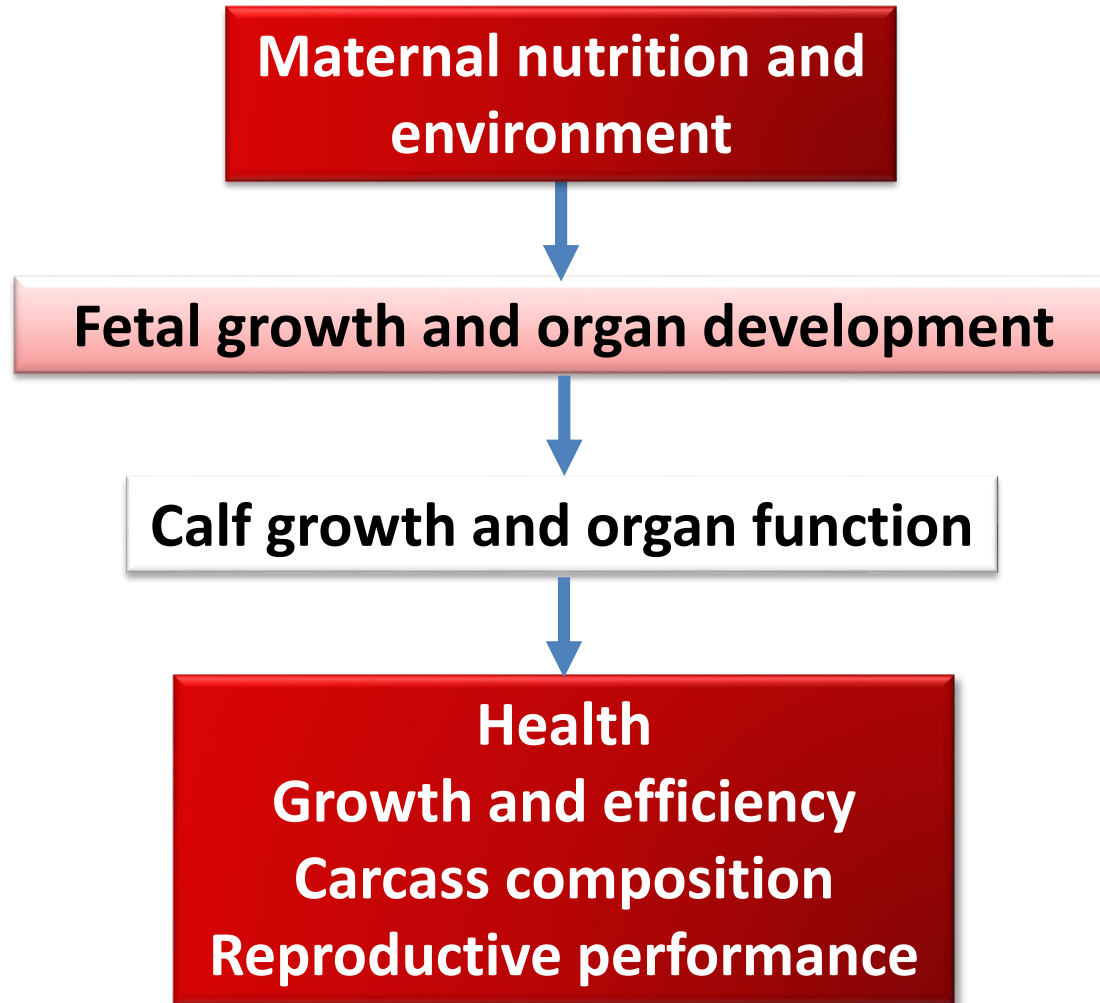 Maternal nutrition and
environment
Fetal growth and organ development
Calf growth and organ function
Health
Growth and efficiency
Carcass composition
Reproductive performance